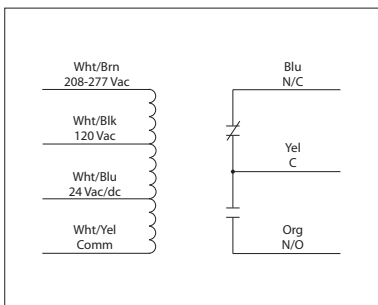 Wht/Brn
208-277 Vac
Wht/Blk
120 Vac
Wht/Blu
24 Vac/dc
Wht/Yel
Comm
Blu
N/C
Yel
C
Org
N/O